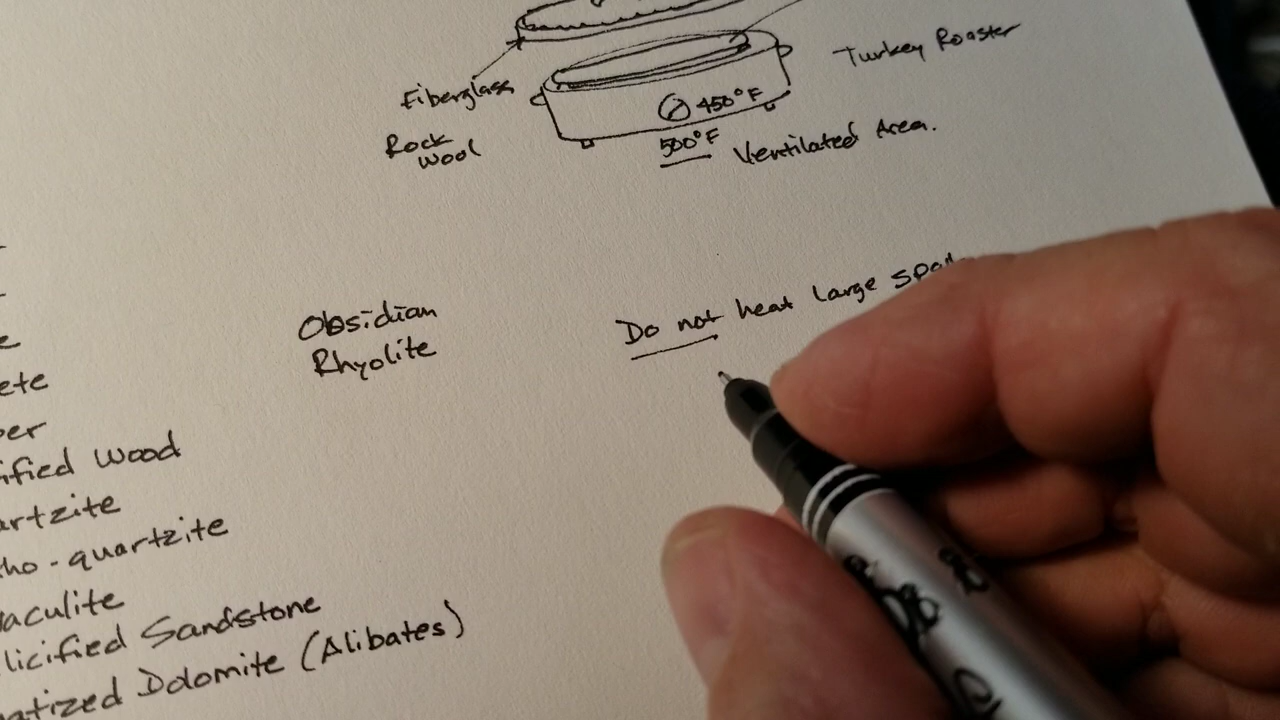 Turkey Roaster
Fiberglass
450°F
Rock
Wool
500°F
Ventilated Area.
Obsidian
Rhyolite
Do not heat large
ete
er
ified Wood
artzite
tho-quartzite
aculite
licified Sandstone
atized Dolomite (Alibates)